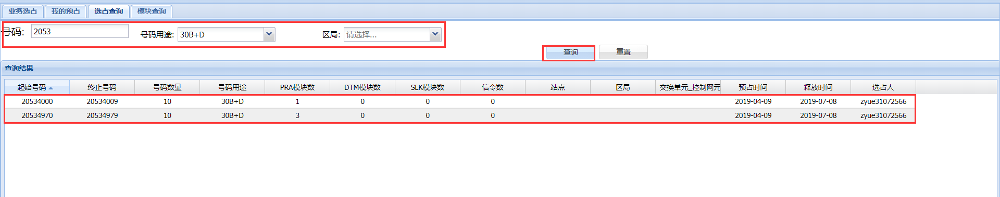 业务选占 我的预占 选占查询 模块查询
号码: 2053 号码用途: 30B+D 区局: 请选择...
查询 重置
查询结果
起始号码 终止号码 号码数量 号码用途 PRA模块数 DTM模块数 SLK模块数 信令数 站点 区局 交换单元_控制网元 预占时间 释放时间 选占人
20534000 20534009 10 30B+D 1 0 0 0 2019-04-09 2019-07-08 zyue31072566
20534970 20534979 10 30B+D 3 0 0 0 2019-04-09 2019-07-08 zyue31072566